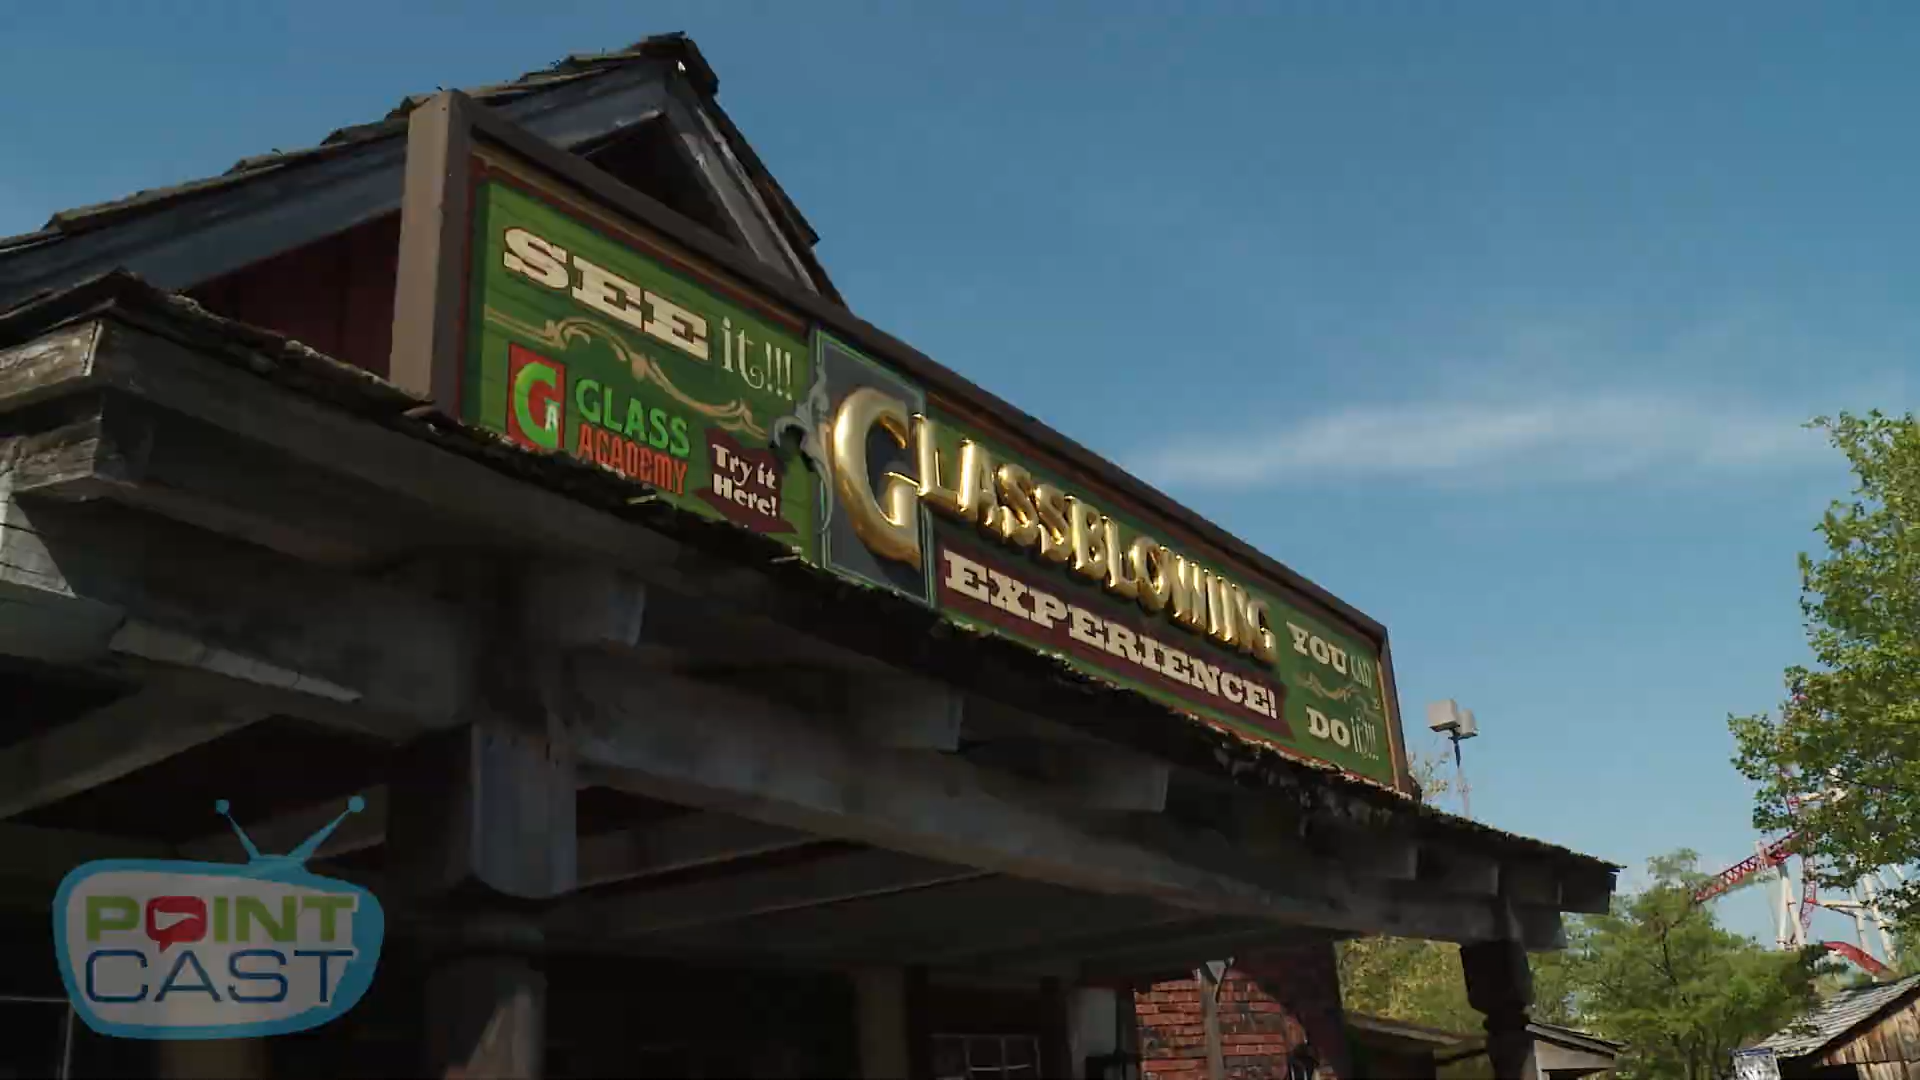 SEE it!!!
GA
GLASS
ACADEMY
Try it
Here!
GLASSBLOWING
EXPERIENCE!
YOU can
DO it!!!
POINT
CAST